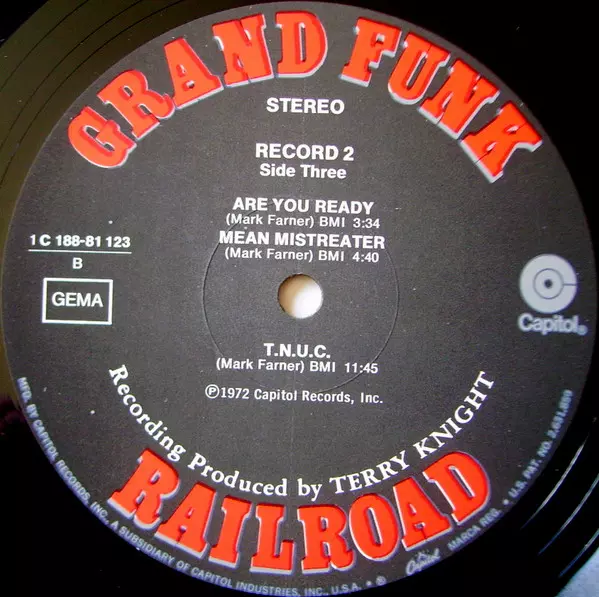 GRAND FUNK
STEREO
RECORD 2
Side Three
ARE YOU READY
(Mark Farner) BMI 3:34
MEAN MISTREATER
(Mark Farner) BMI 4:40
1 C 188-81 123
B
GEMA
Capitol®
T.N.U.C.
(Mark Farner) BMI 11:45
Ⓟ1972 Capitol Records, Inc.
Recording Produced by TERRY KNIGHT
RAILROAD
MFG. BY CAPITOL RECORDS, INC., A SUBSIDIARY OF CAPITOL INDUSTRIES, INC., U.S.A. • ®
Capitol MARCA REG. • U.S. PAT. NO.